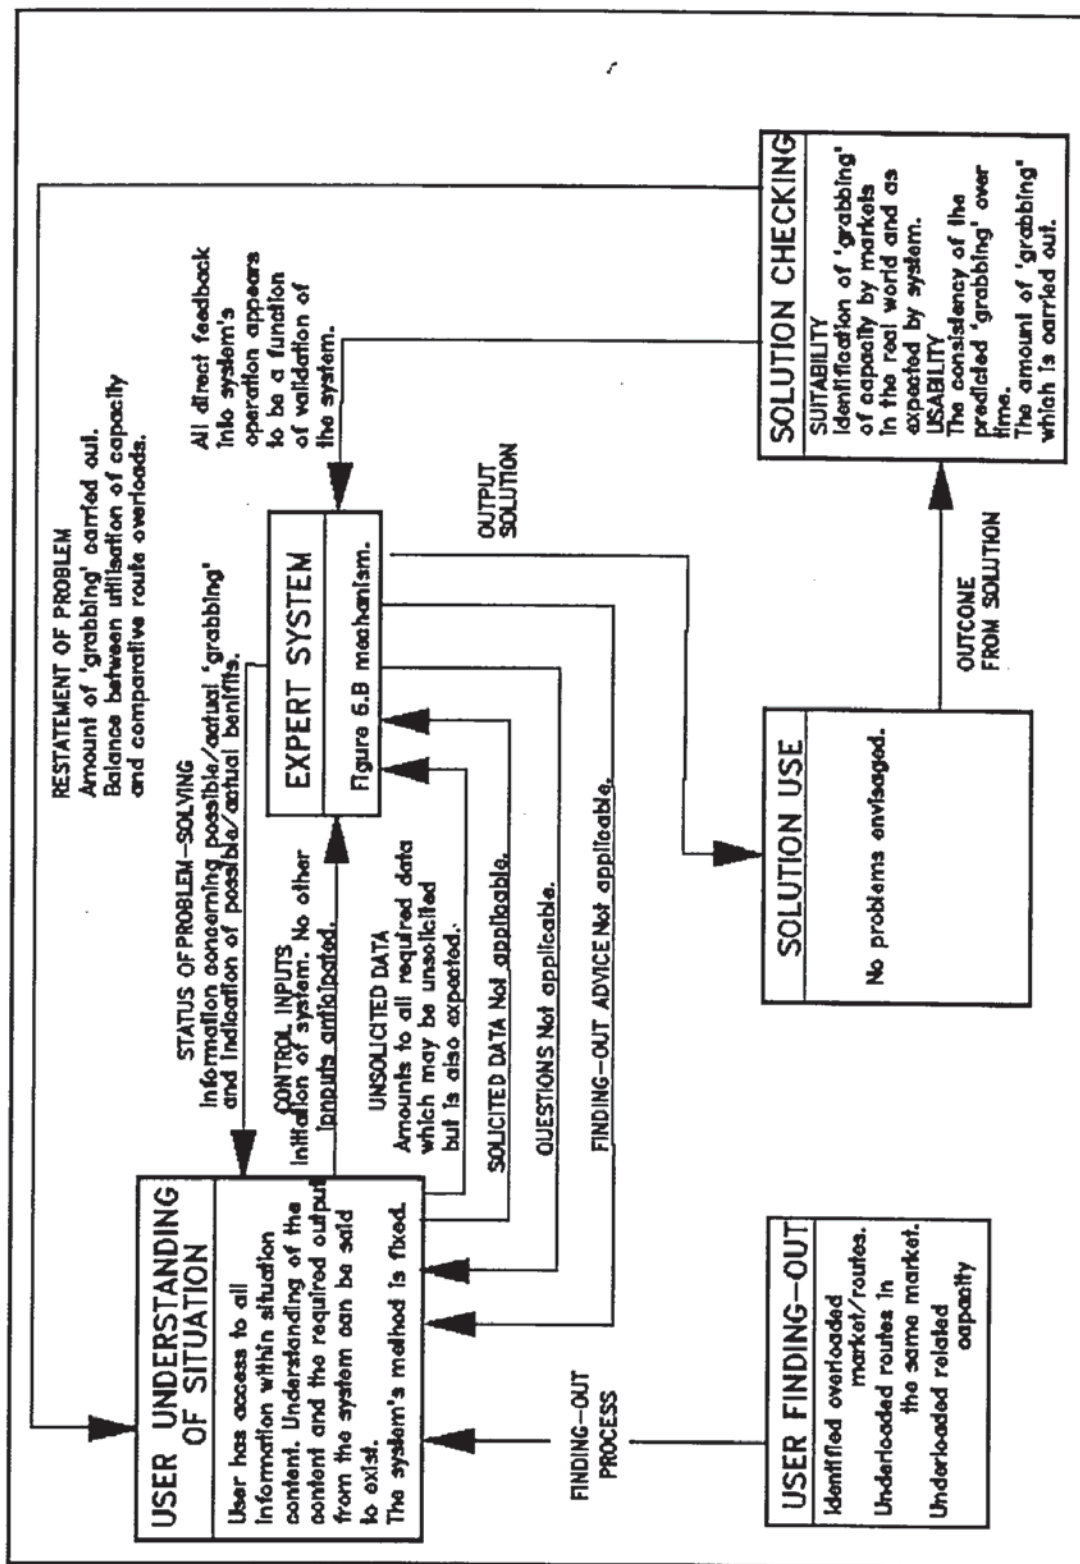 RESTATEMENT OF PROBLEM
Amount of 'grabbing' carried out.
Balance between utilisation of capacity
and comparative route overloads.
STATUS OF PROBLEM-SOLVING
Information concerning possible/actual 'grabbing'
and indication of possible/actual benifits.
All direct feedback
into system's
operation appears
to be a function
of validation of
the system.
USER UNDERSTANDING
OF SITUATION
User has access to all
information within situation
content. Understanding of the
content and the required output
from the system can be said
to exist.
The system's method is fixed.
CONTROL INPUTS
Initiation of system. No other
ipnputs anticipated.
EXPERT SYSTEM
Figure 6.B mechanism.
UNSOLICITED DATA
Amounts to all required data
which may be unsolicited
but is also expected.
SOLICITED DATA Not applicable.
QUESTIONS Not applicable.
FINDING-OUT ADVICE Not applicable.
OUTPUT
SOLUTION
FINDING-OUT
PROCESS
USER FINDING-OUT
Identified overloaded
market/routes.
Underloaded routes in
the same market.
Underloaded related
capacity
SOLUTION USE
No problems envisaged.
OUTCONE
FROM SOLUTION
SOLUTION CHECKING
SUITABILITY
Identification of 'grabbing'
of capacity by markets
in the real world and as
expected by system.
USABILITY
The consistency of the
predicted 'grabbing' over
time.
The amount of 'grabbing'
which is carried out.